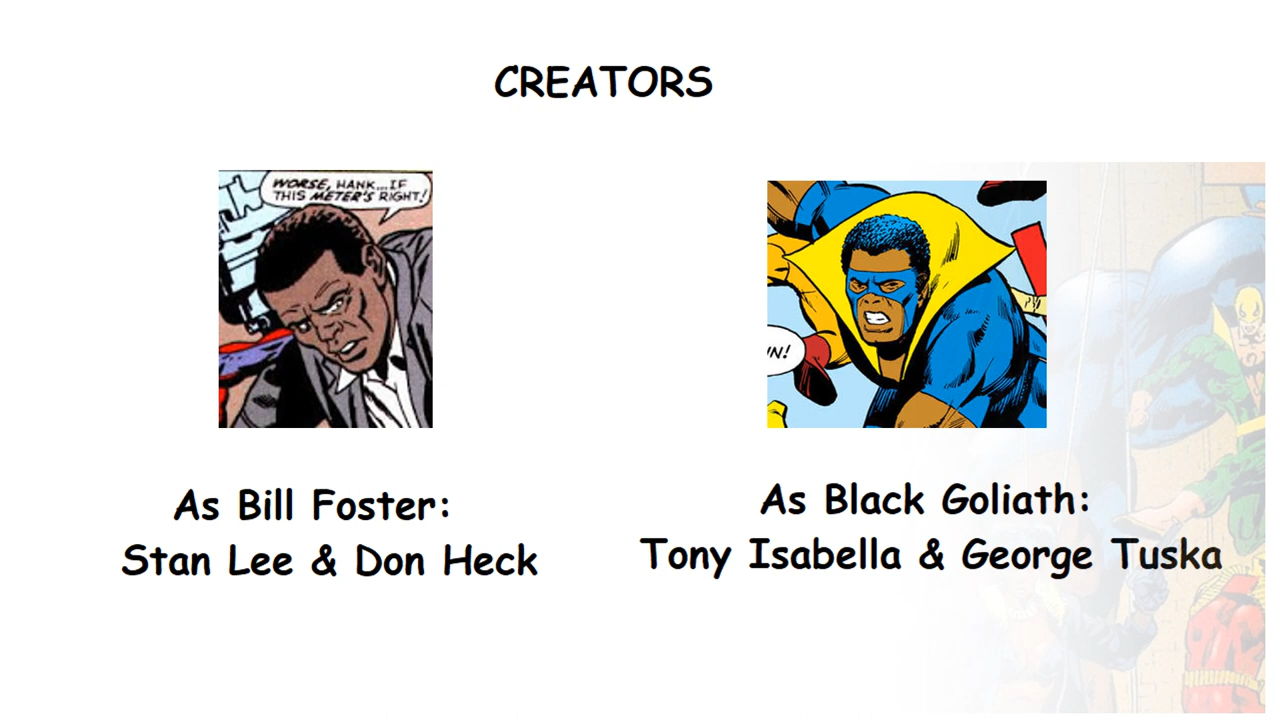 CREATORS
WORSE, HANK...IF
THIS METER'S RIGHT!
As Bill Foster:
Stan Lee & Don Heck
IN!
As Black Goliath:
Tony Isabella & George Tuska